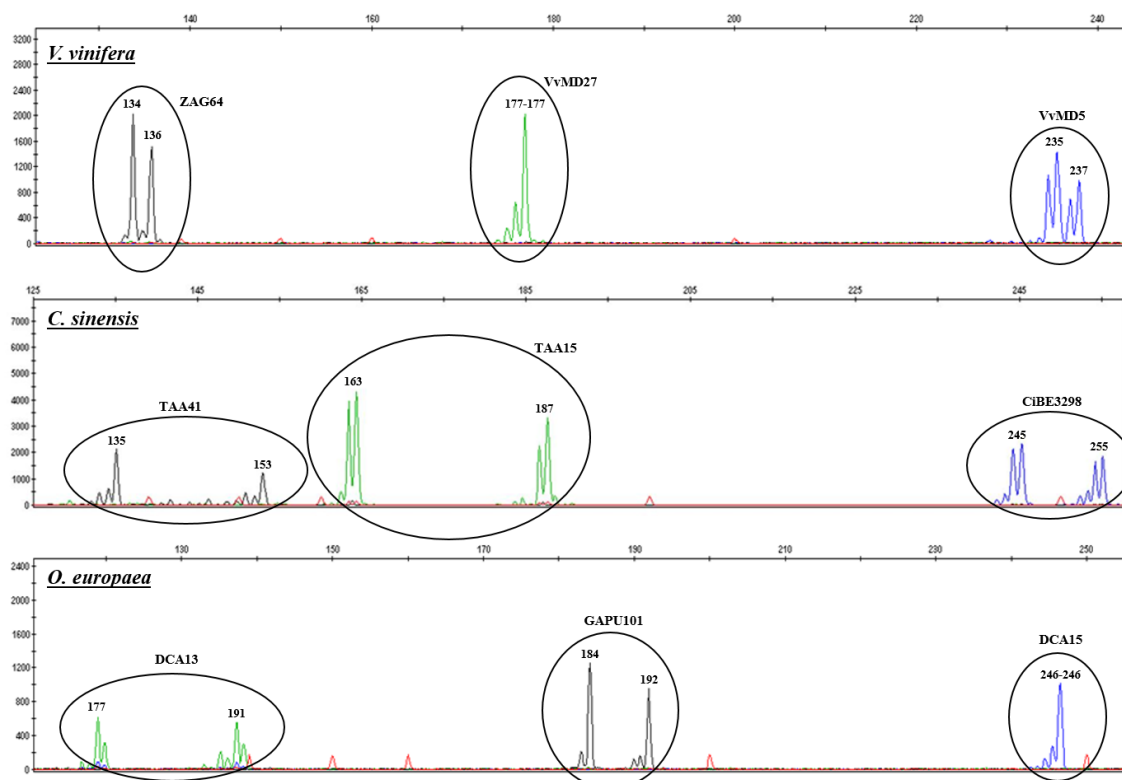 140 160 180 200 220 240
V. vinifera
3200
2800
2400
2000
1600
1200
800
400
0
ZAG64
134
136
VvMD27
177-177
VvMD5
235
237
125 145 165 185 205 225 245
C. sinensis
7000
6000
5000
4000
3000
2000
1000
0
TAA41
135
153
TAA15
163
187
CiBE3298
245
255
130 150 170 190 210 230 250
O. europaea
2400
2000
1600
1200
800
400
0
DCA13
177
191
GAPU101
184
192
DCA15
246-246